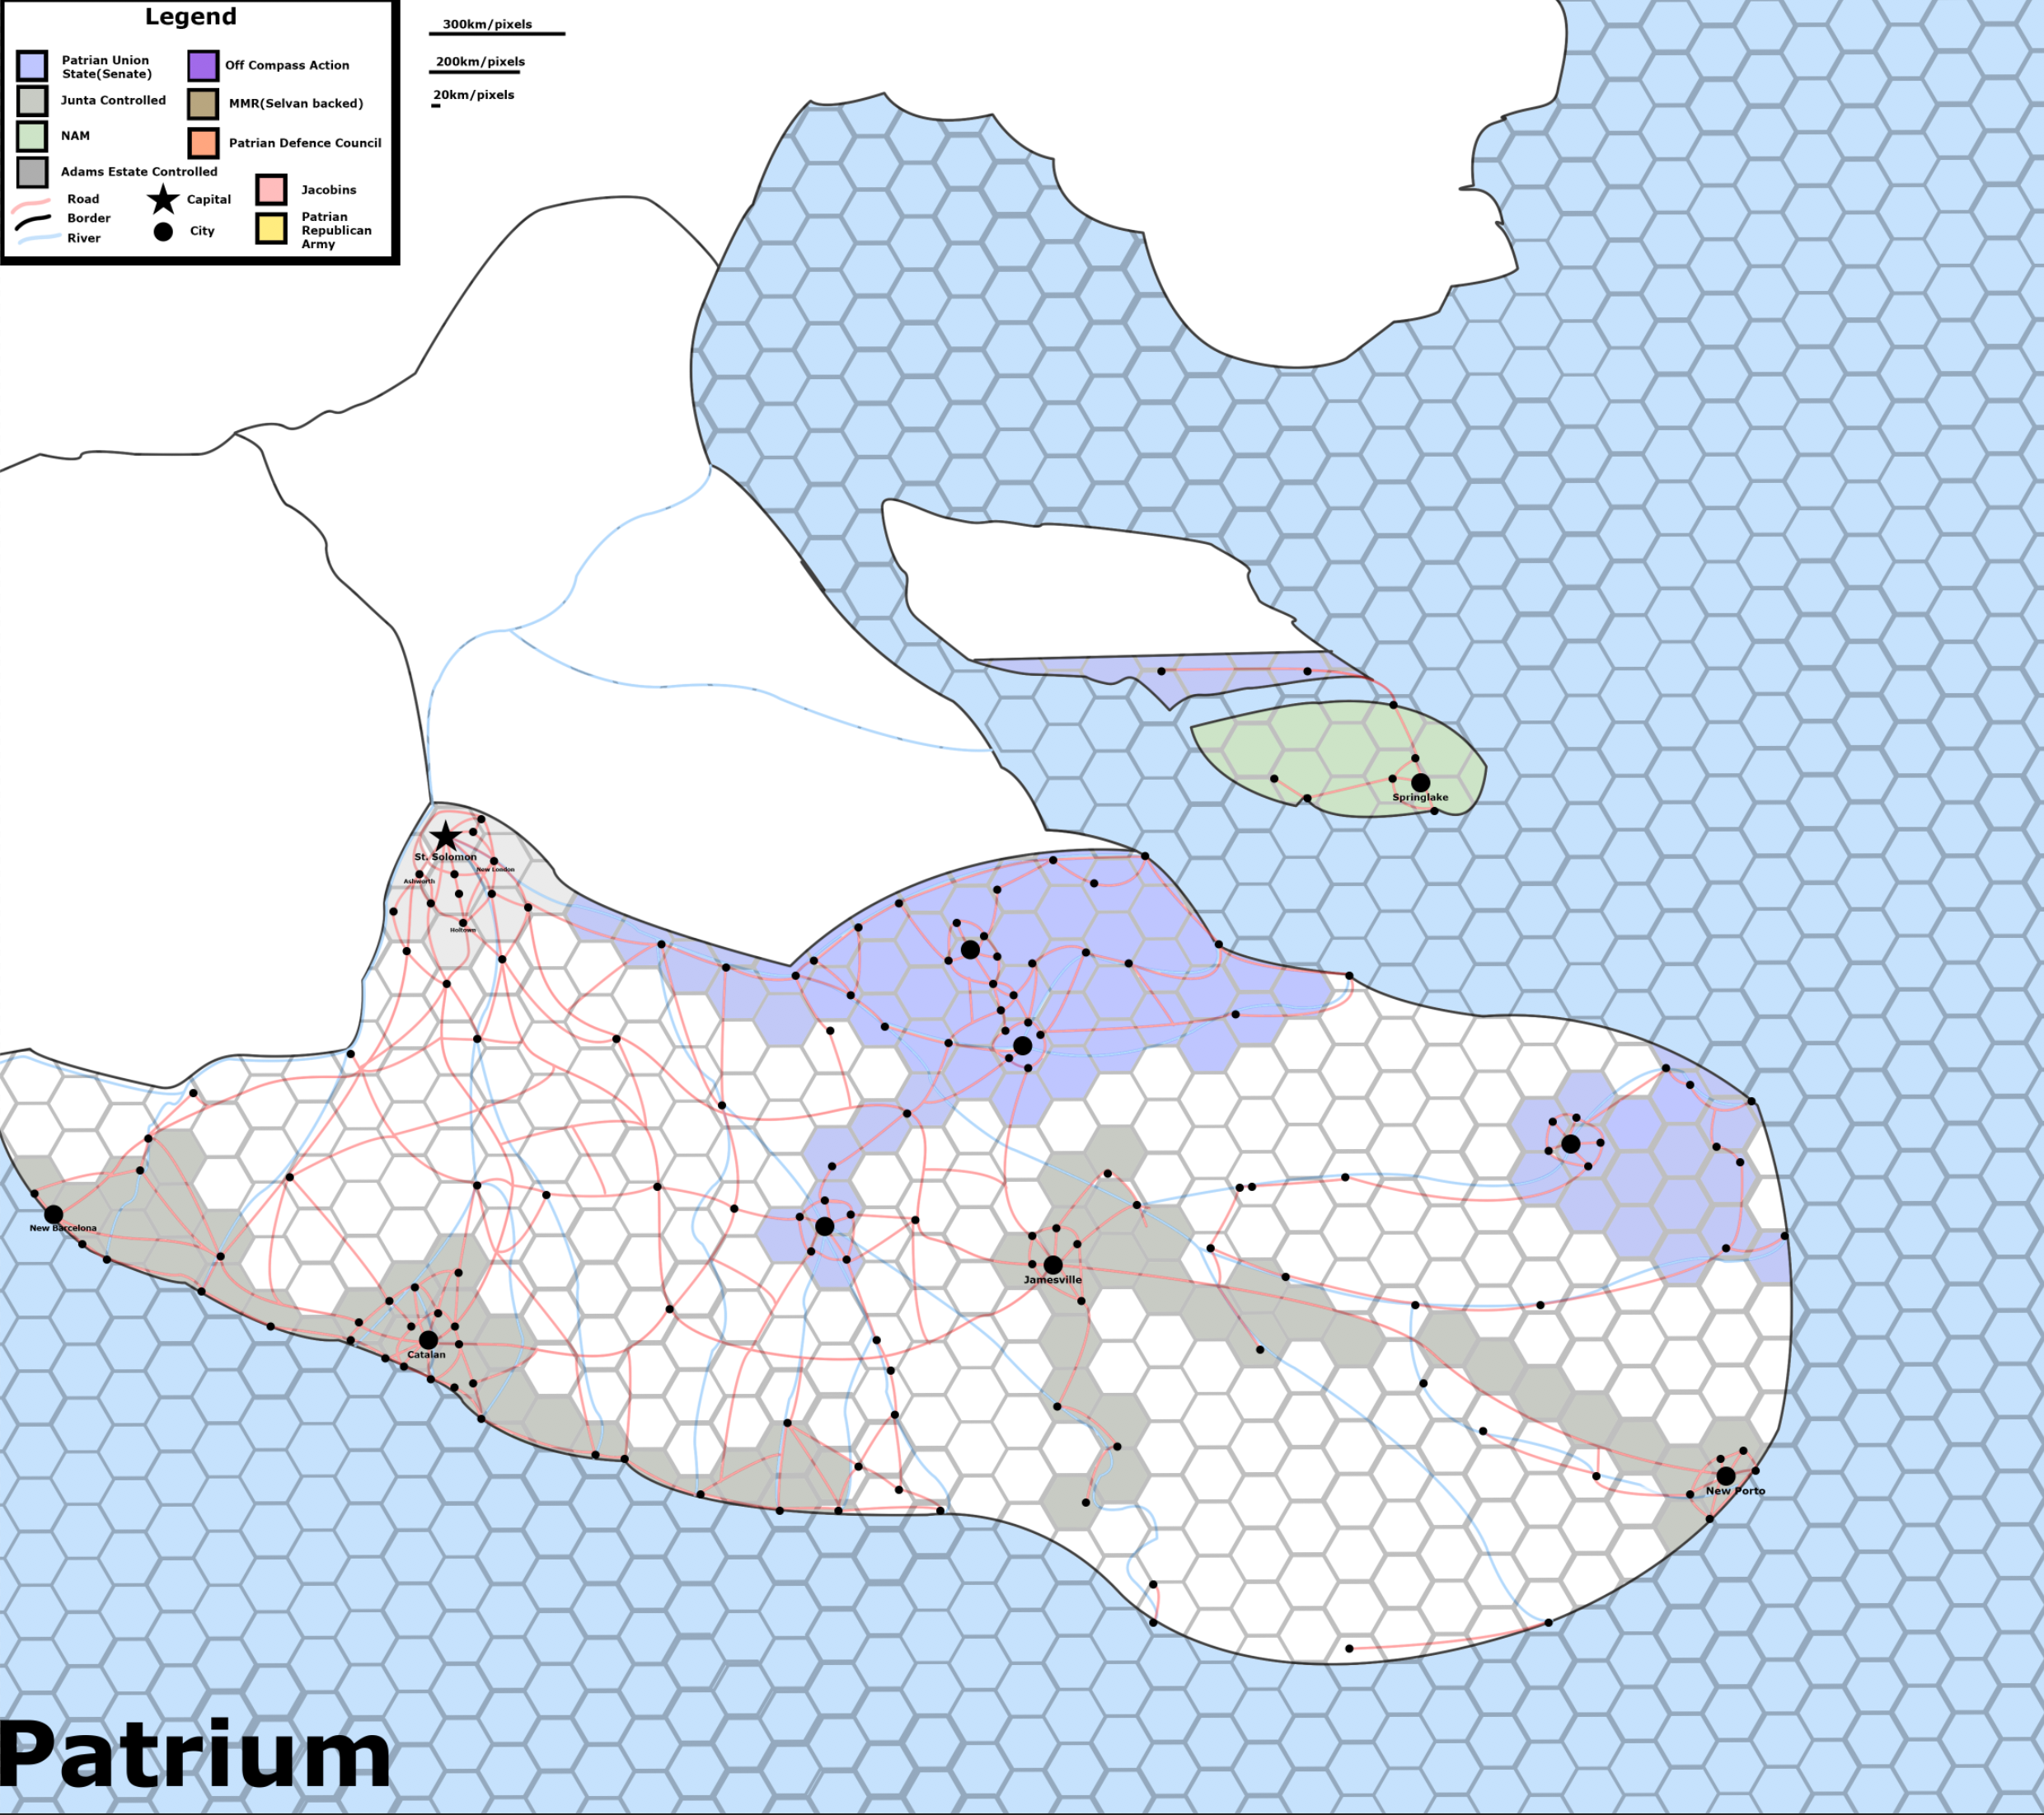 Legend
Patrian Union
State(Senate)
Junta Controlled
NAM
Adams Estate Controlled
Road
Border
River
Off Compass Action
MMR(Selvan backed)
Patrian Defence Council
Capital
City
Jacobins
Patrian
Republican
Army
300km/pixels
200km/pixels
20km/pixels
Springlake
St. Solomon
New London
Ashworth
Holtown
New Barcelona
Jamesville
Catalan
New Porto
Patrium